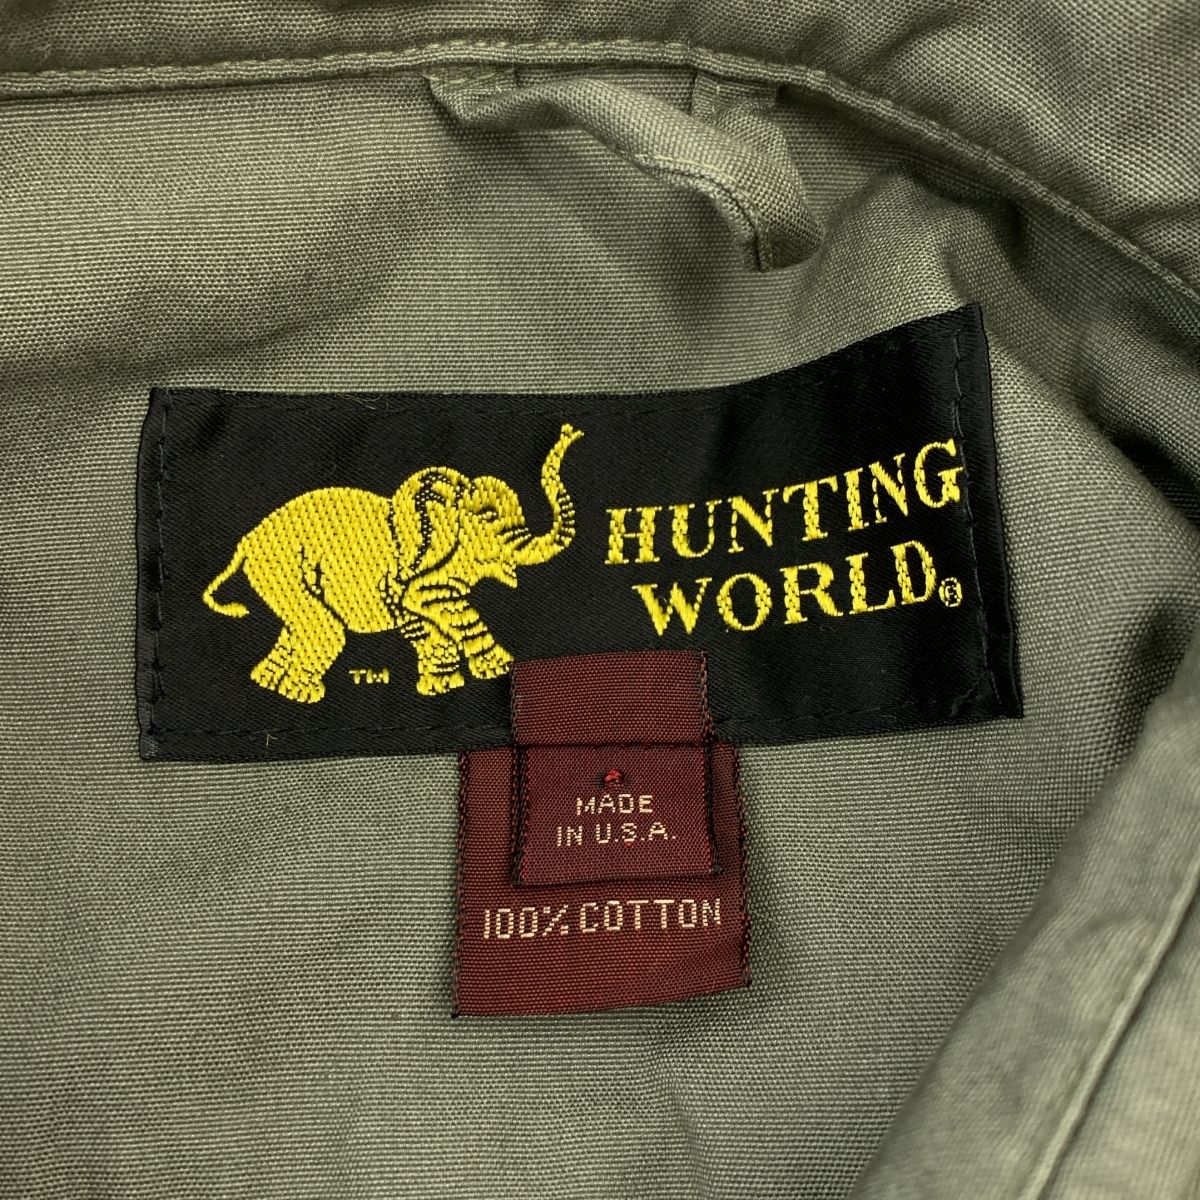 HUNTING
WORLD®
TM
MADE
IN U.S.A.
100% COTTON